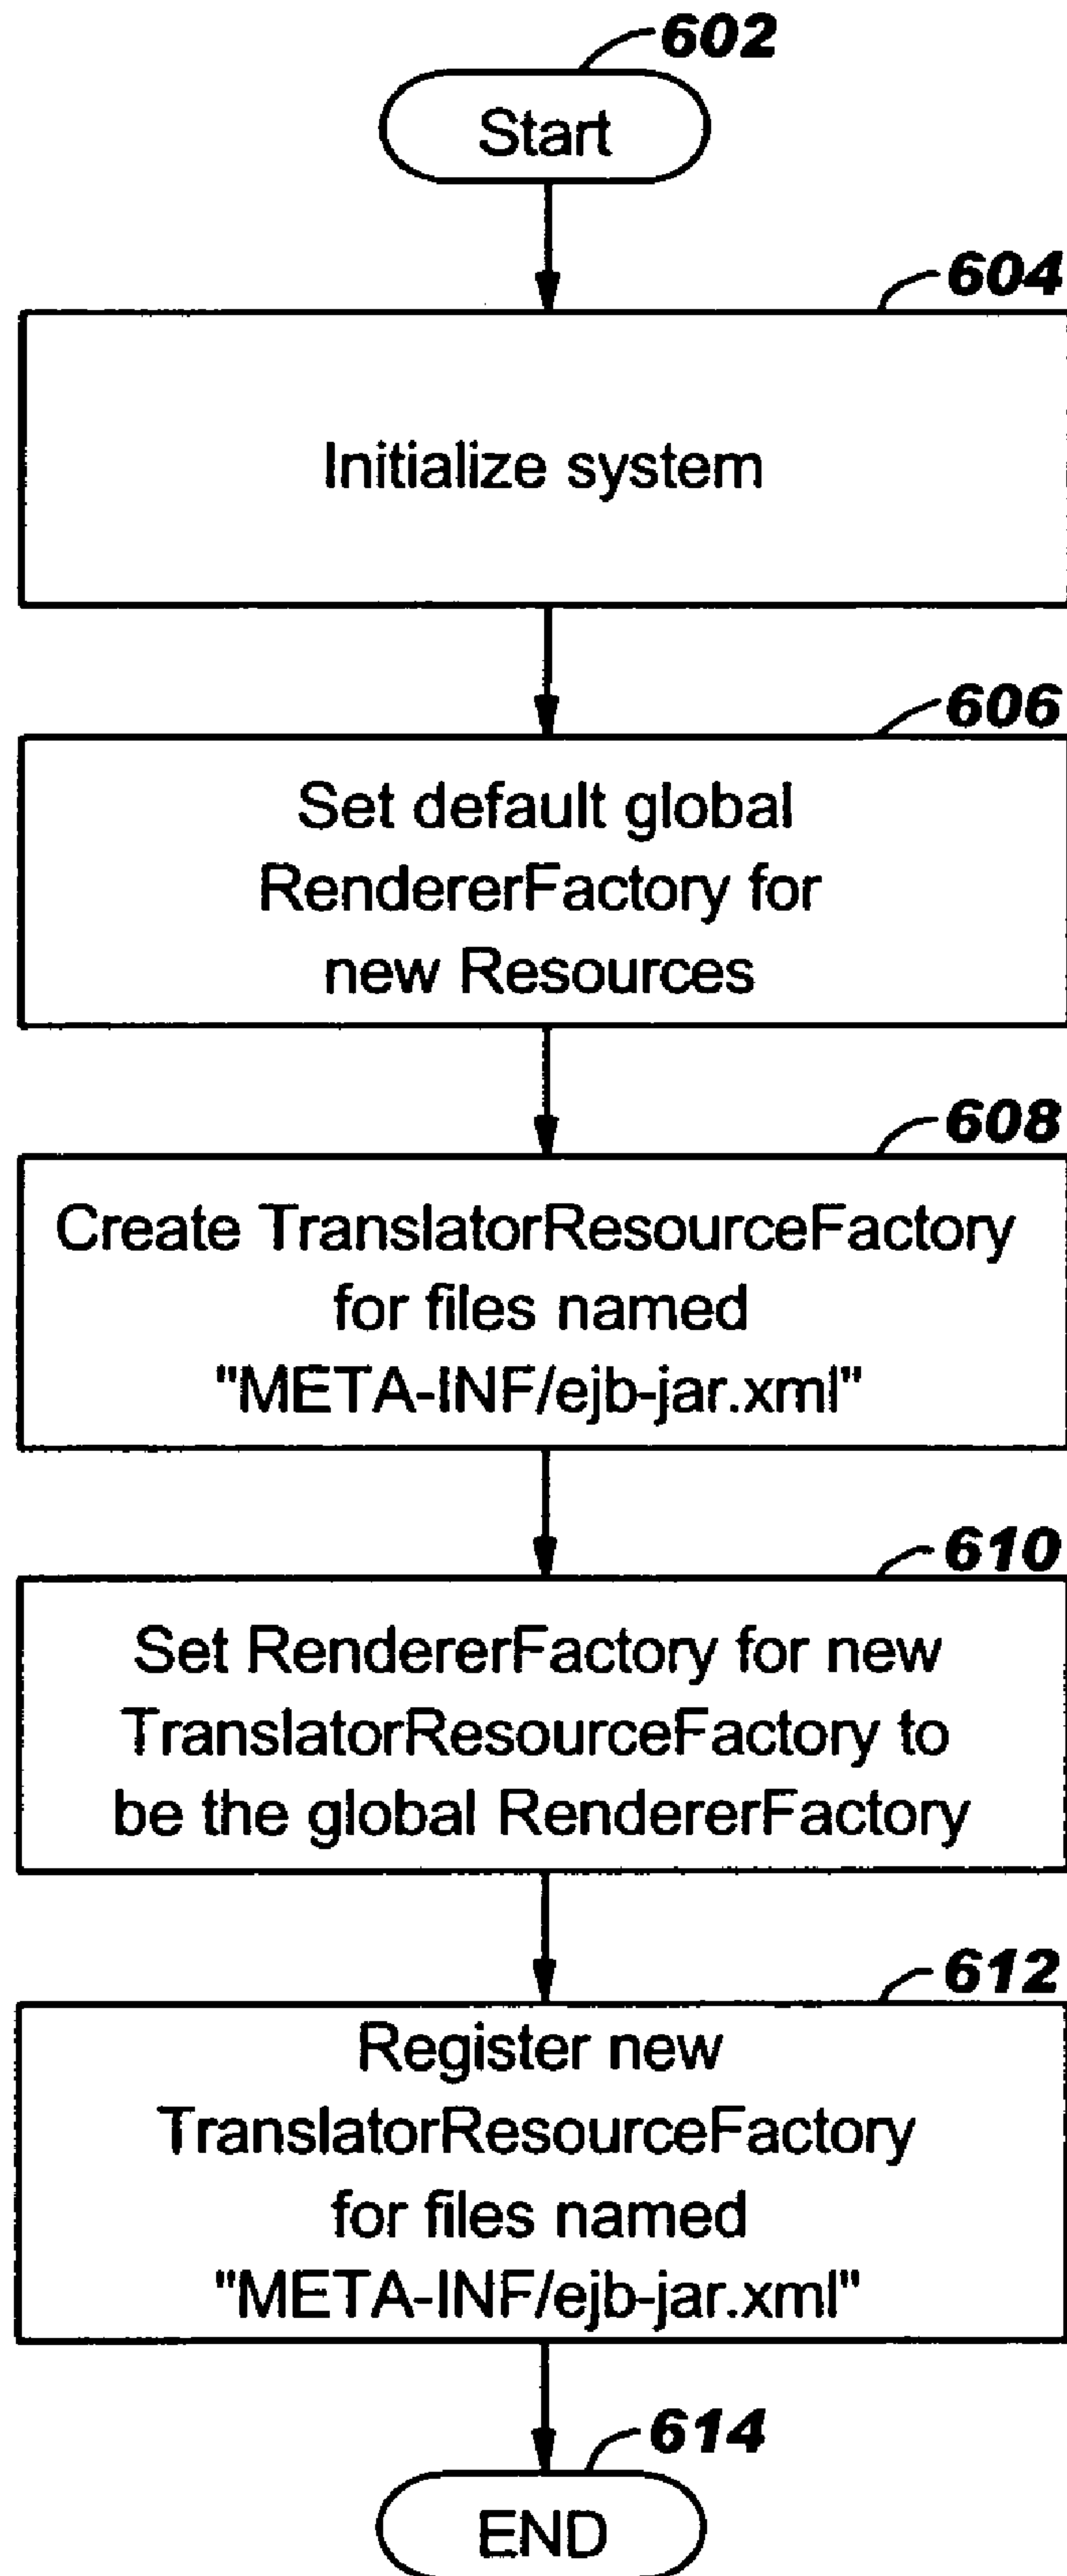 602
Start
604
Initialize system
606
Set default global
RendererFactory for
new Resources
608
Create TranslatorResourceFactory
for files named
"META-INF/ejb-jar.xml"
610
Set RendererFactory for new
TranslatorResourceFactory to
be the global RendererFactory
612
Register new
TranslatorResourceFactory
for files named
"META-INF/ejb-jar.xml"
614
END